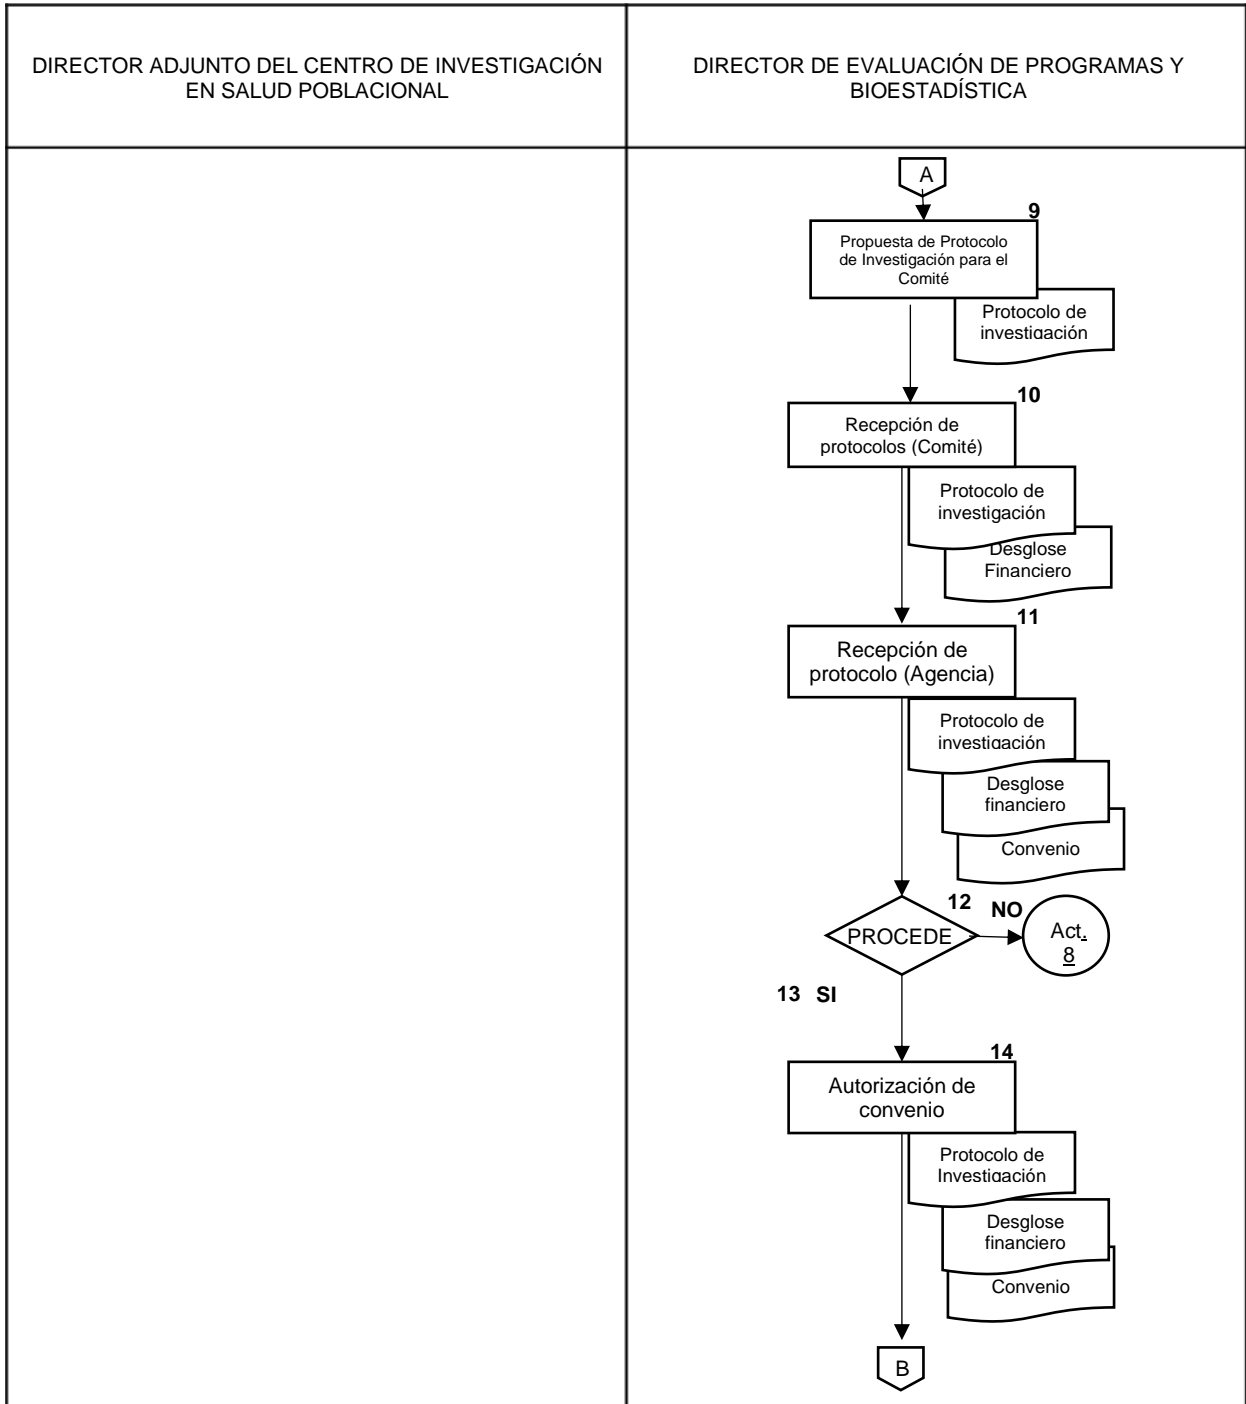 DIRECTOR ADJUNTO DEL CENTRO DE INVESTIGACIÓN
EN SALUD POBLACIONAL
DIRECTOR DE EVALUACIÓN DE PROGRAMAS Y
BIOESTADÍSTICA
A
9
Propuesta de Protocolo
de Investigación para el
Comité
Protocolo de
investigación
10
Recepción de
protocolos (Comité)
Protocolo de
investigación
Desglose
Financiero
11
Recepción de
protocolo (Agencia)
Protocolo de
investigación
Desglose
financiero
Convenio
12
NO
PROCEDE
Act.
8
13 SI
14
Autorización de
convenio
Protocolo de
Investigación
Desglose
financiero
Convenio
B